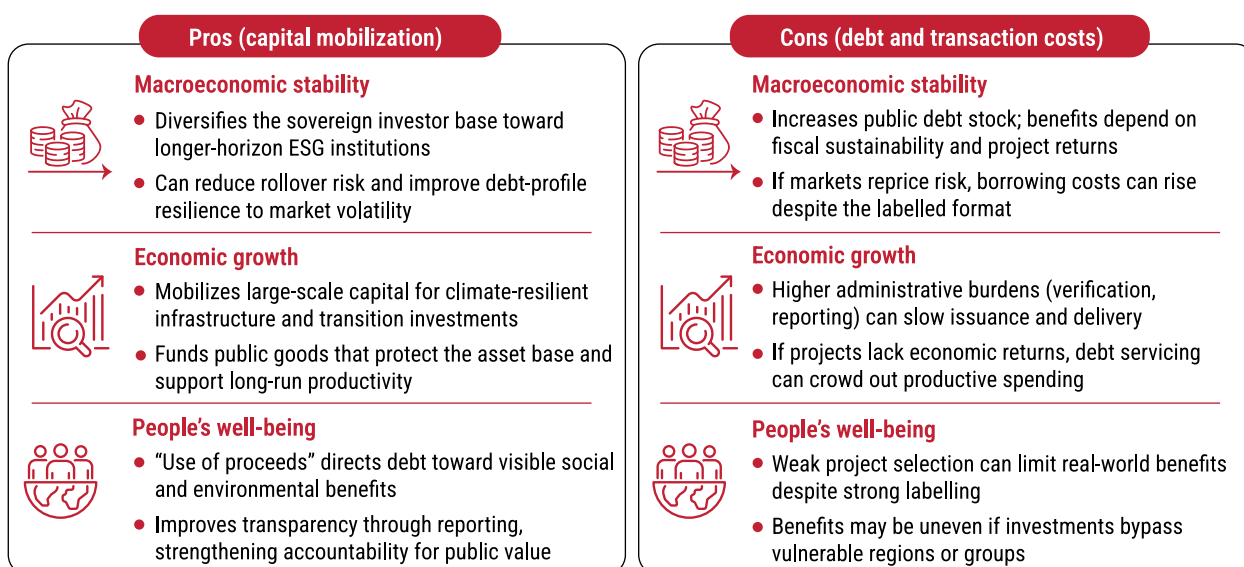 Pros (capital mobilization)
Macroeconomic stability
• Diversifies the sovereign investor base toward
longer-horizon ESG institutions
• Can reduce rollover risk and improve debt-profile
resilience to market volatility
Economic growth
• Mobilizes large-scale capital for climate-resilient
infrastructure and transition investments
• Funds public goods that protect the asset base and
support long-run productivity
People's well-being
• “Use of proceeds” directs debt toward visible social
and environmental benefits
• Improves transparency through reporting,
strengthening accountability for public value
Cons (debt and transaction costs)
Macroeconomic stability
• Increases public debt stock; benefits depend on
fiscal sustainability and project returns
• If markets reprice risk, borrowing costs can rise
despite the labelled format
Economic growth
• Higher administrative burdens (verification,
reporting) can slow issuance and delivery
• If projects lack economic returns, debt servicing
can crowd out productive spending
People's well-being
• Weak project selection can limit real-world benefits
despite strong labelling
• Benefits may be uneven if investments bypass
vulnerable regions or groups